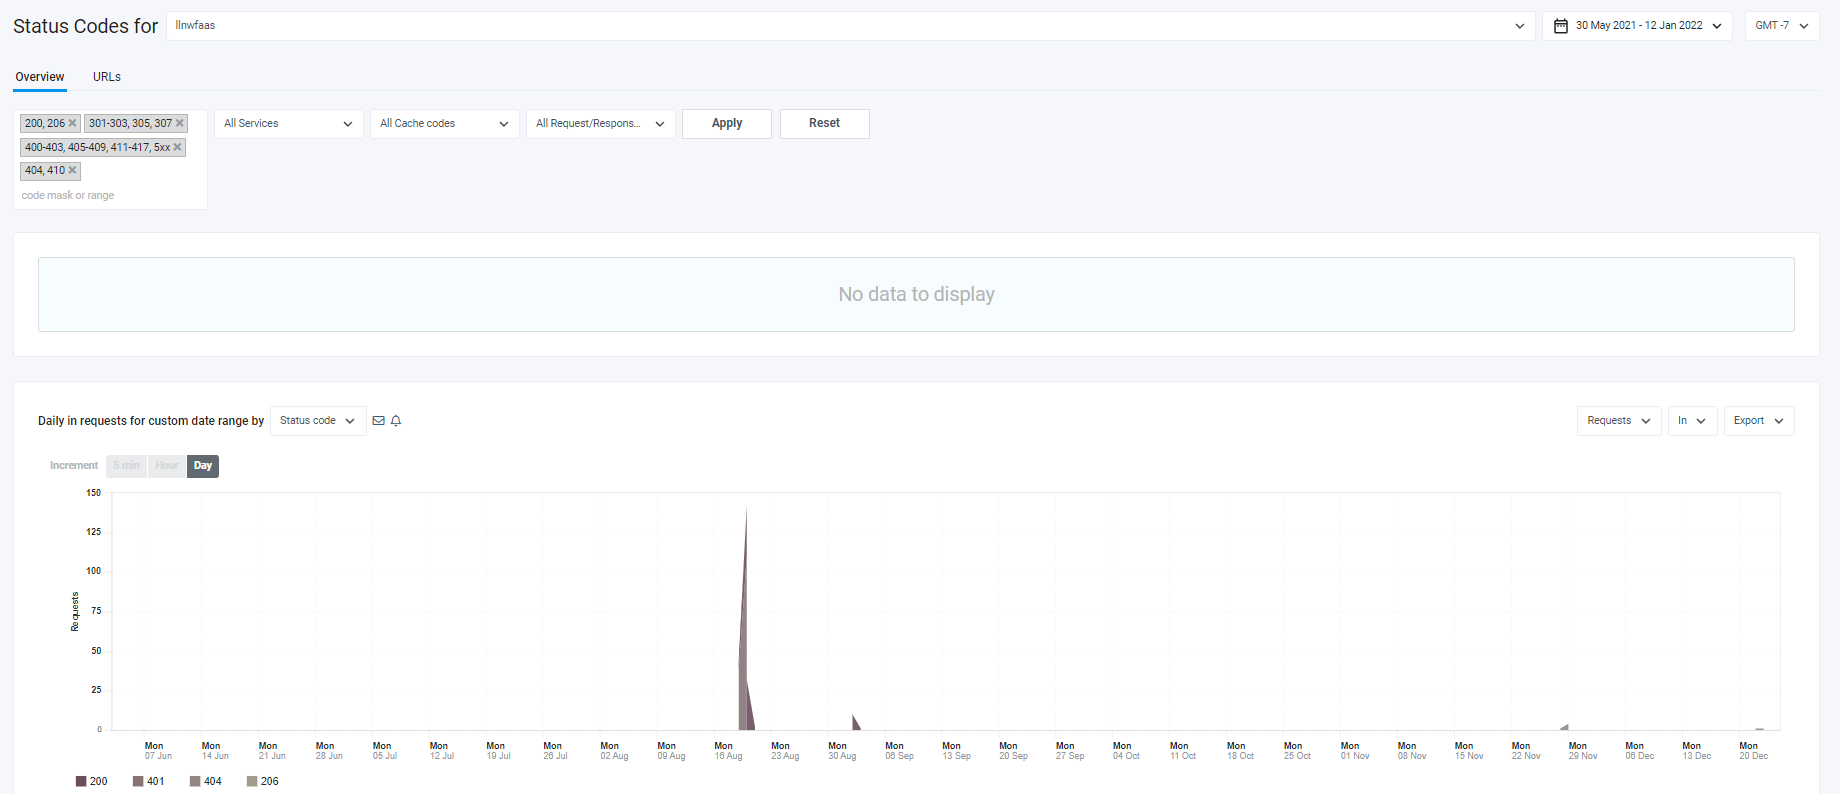 Status Codes for llnwfaas 30 May 2021 - 12 Jan 2022 GMT -7
Overview URLs
200, 206 301-303, 305, 307 All Services All Cache codes All Request/Respons... Apply Reset
400-403, 405-409, 411-417, 5xx
404, 410
code mask or range
No data to display
Daily in requests for custom date range by Status code Requests In Export
Increment 5 min Hour Day
150
125
100
75
50
25
0
Requests
Mon Mon Mon Mon Mon Mon Mon Mon Mon Mon Mon Mon Mon Mon Mon Mon Mon Mon Mon Mon Mon Mon Mon Mon Mon Mon Mon Mon Mon
07 Jun 14 Jun 21 Jun 28 Jun 05 Jul 12 Jul 19 Jul 26 Jul 02 Aug 09 Aug 16 Aug 23 Aug 30 Aug 06 Sep 13 Sep 20 Sep 27 Sep 04 Oct 11 Oct 18 Oct 25 Oct 01 Nov 08 Nov 15 Nov 22 Nov 29 Nov 06 Dec 13 Dec 20 Dec
200 401 404 206